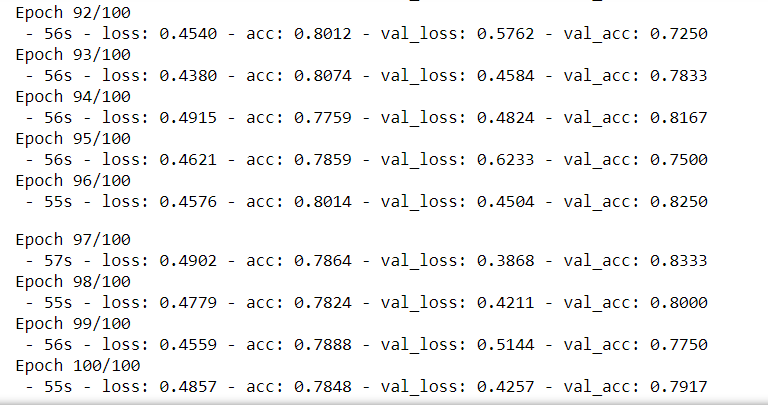 Epoch 92/100
- 56s - loss: 0.4540 - acc: 0.8012 - val_loss: 0.5762 - val_acc: 0.7250
Epoch 93/100
- 56s - loss: 0.4380 - acc: 0.8074 - val_loss: 0.4584 - val_acc: 0.7833
Epoch 94/100
- 56s - loss: 0.4915 - acc: 0.7759 - val_loss: 0.4824 - val_acc: 0.8167
Epoch 95/100
- 56s - loss: 0.4621 - acc: 0.7859 - val_loss: 0.6233 - val_acc: 0.7500
Epoch 96/100
- 55s - loss: 0.4576 - acc: 0.8014 - val_loss: 0.4504 - val_acc: 0.8250
Epoch 97/100
- 57s - loss: 0.4902 - acc: 0.7864 - val_loss: 0.3868 - val_acc: 0.8333
Epoch 98/100
- 55s - loss: 0.4779 - acc: 0.7824 - val_loss: 0.4211 - val_acc: 0.8000
Epoch 99/100
- 56s - loss: 0.4559 - acc: 0.7888 - val_loss: 0.5144 - val_acc: 0.7750
Epoch 100/100
- 55s - loss: 0.4857 - acc: 0.7848 - val_loss: 0.4257 - val_acc: 0.7917